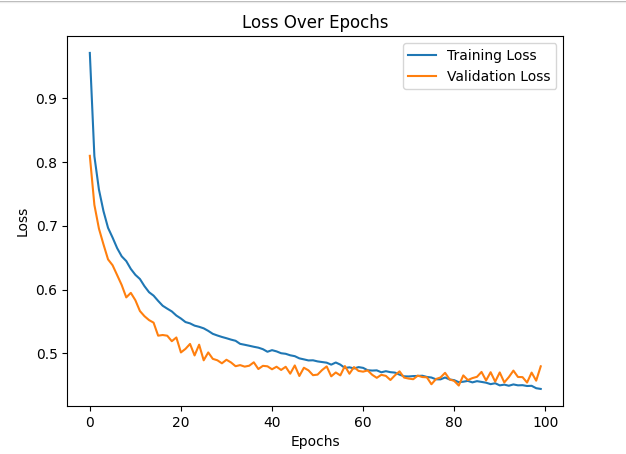 Loss Over Epochs
Training Loss
Validation Loss
0.9
0.8
0.7
0.6
0.5
Loss
0 20 40 60 80 100
Epochs